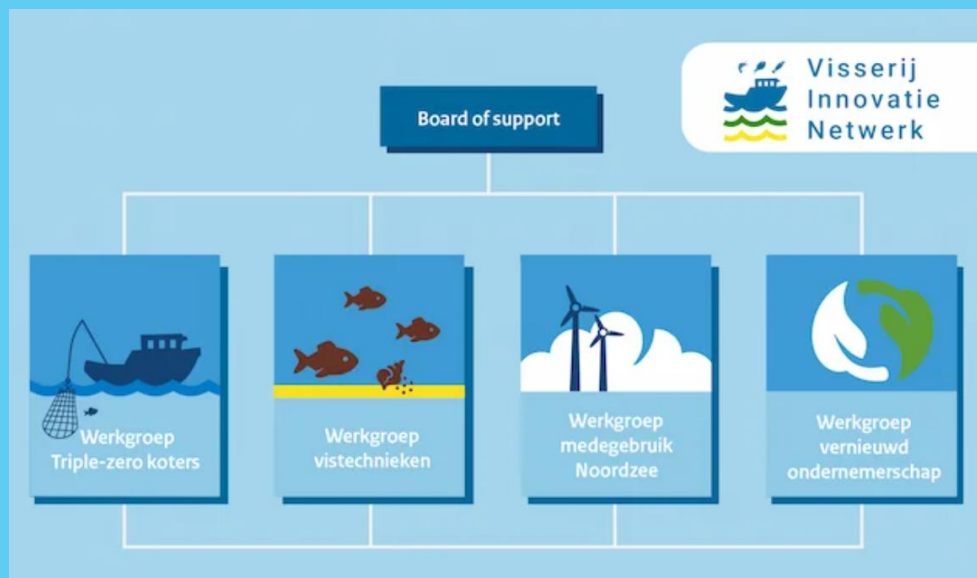 Visserij
Innovatie
Netwerk
Board of support
Werkgroep
Triple-zero koters
Werkgroep
vistechnieken
Werkgroep
medegebruik
Noordzee
Werkgroep
vernieuwd
ondernemerschap